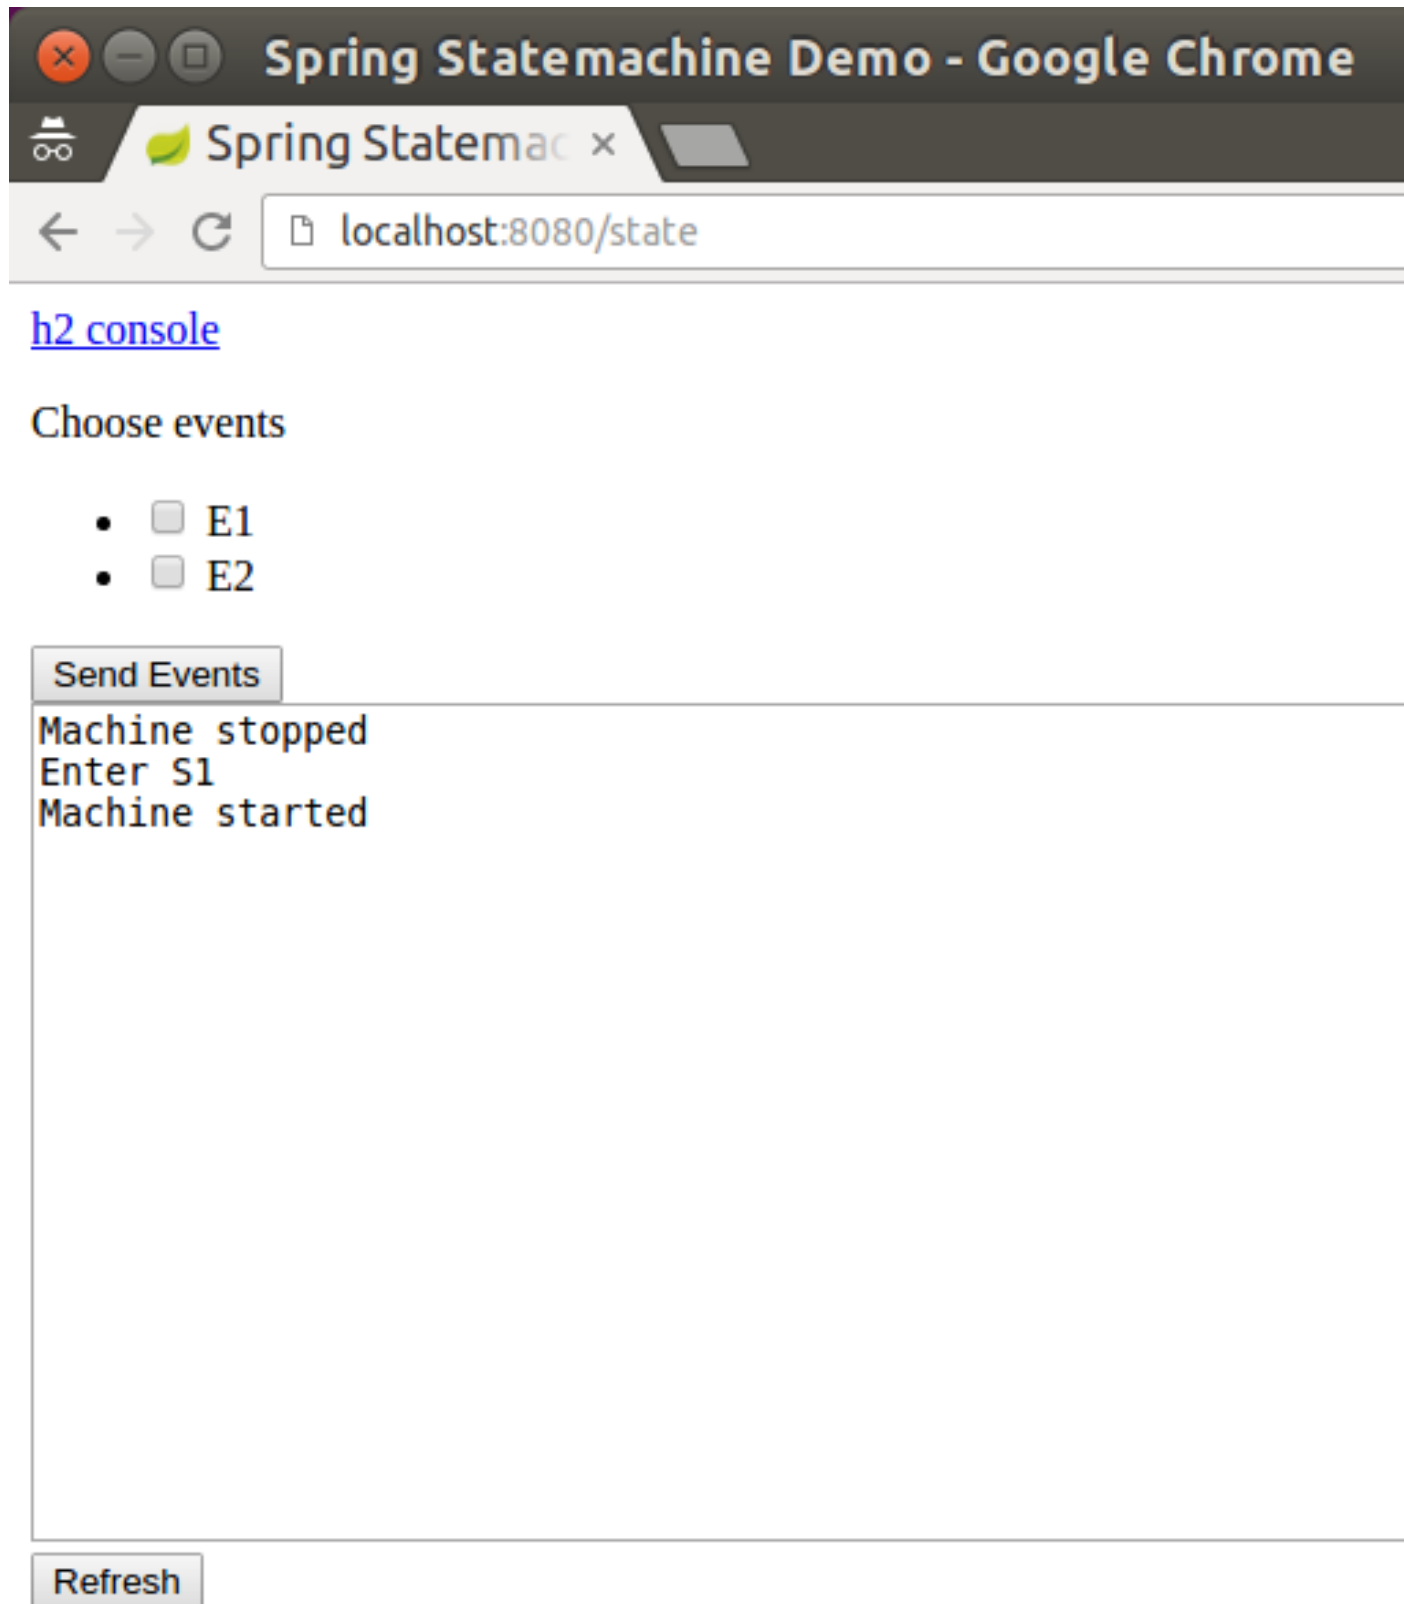 Spring Statemachine Demo - Google Chrome
Spring Statemac
localhost:8080/state
h2 console
Choose events
E1
E2
Send Events
Machine stopped
Enter S1
Machine started
Refresh